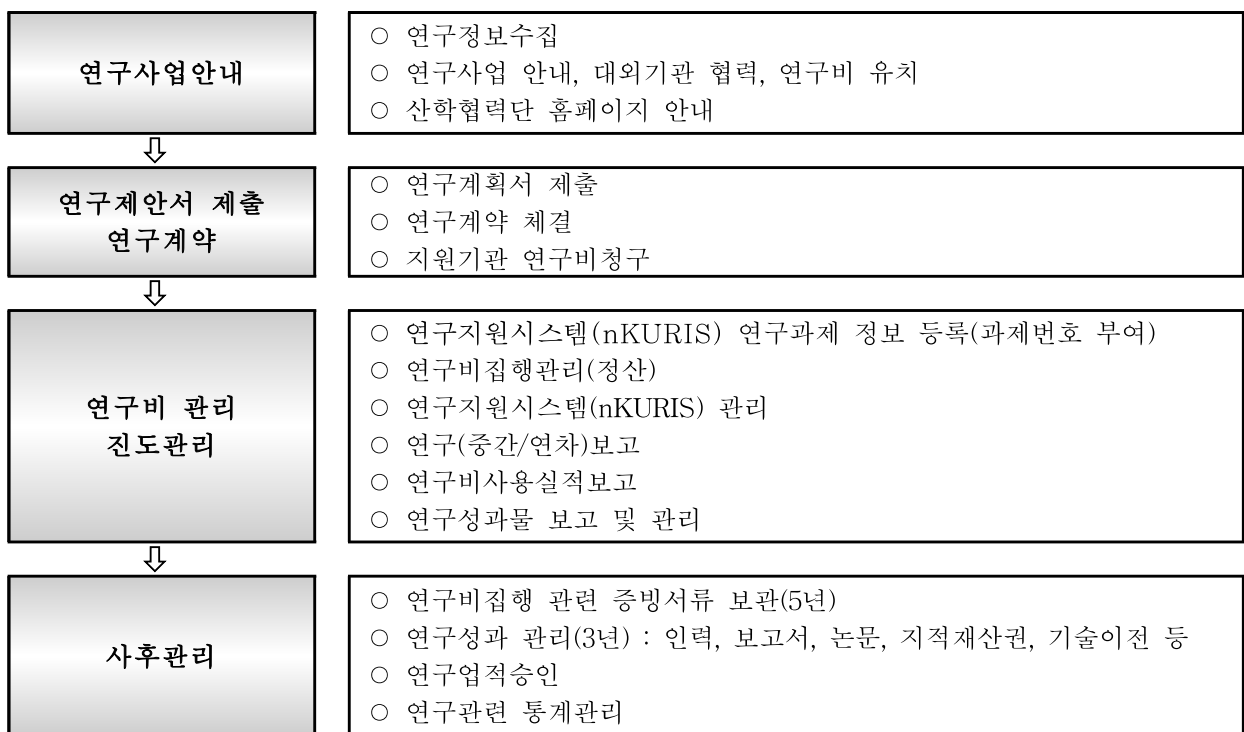 연구사업안내
○ 연구정보수집
○ 연구사업 안내, 대외기관 협력, 연구비 유치
○ 산학협력단 홈페이지 안내
연구제안서 제출
연구계약
○ 연구계획서 제출
○ 연구계약 체결
○ 지원기관 연구비청구
연구비 관리
진도관리
○ 연구지원시스템(nKURIS) 연구과제 정보 등록(과제번호 부여)
○ 연구비집행관리(정산)
○ 연구지원시스템(nKURIS) 관리
○ 연구(중간/연차)보고
○ 연구비사용실적보고
○ 연구성과물 보고 및 관리
사후관리
○ 연구비집행 관련 증빙서류 보관(5년)
○ 연구성과 관리(3년) : 인력, 보고서, 논문, 지적재산권, 기술이전 등
○ 연구업적승인
○ 연구관련 통계관리